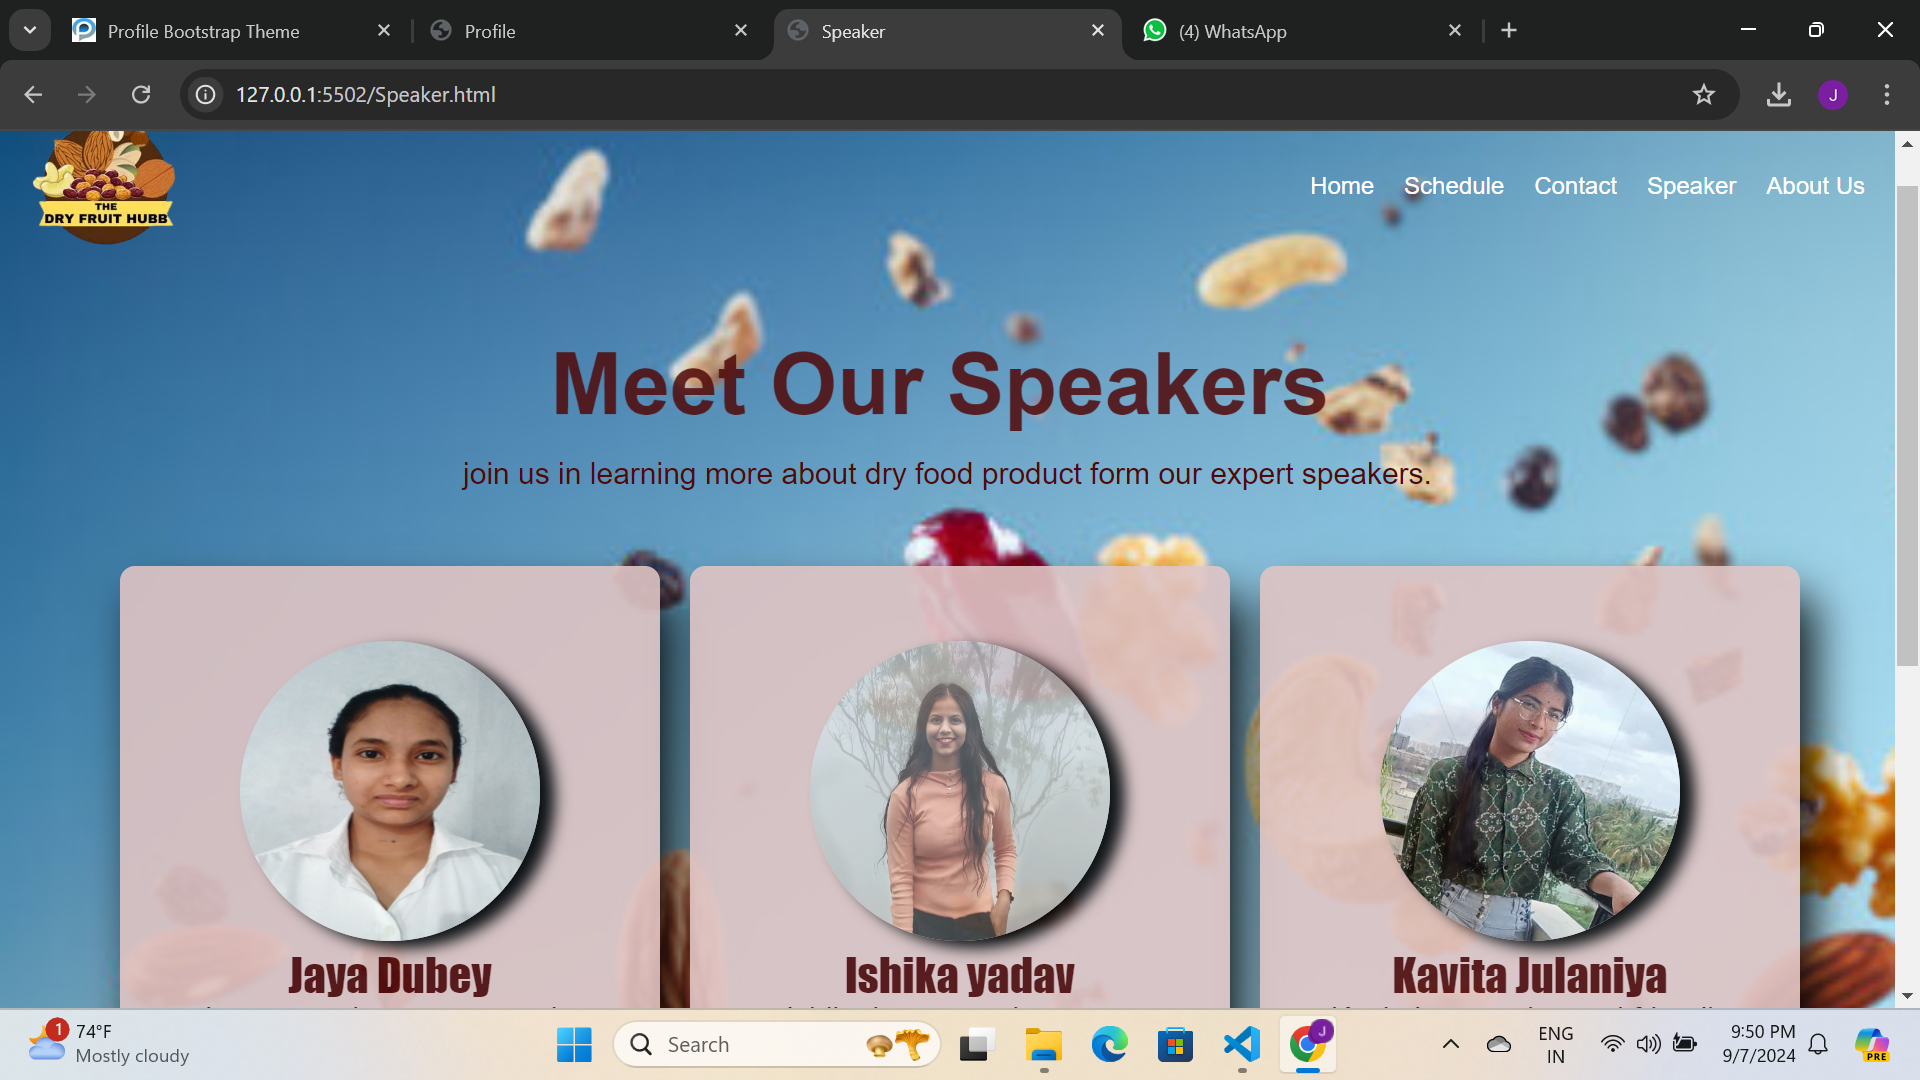 Profile Bootstrap Theme
Profile
Speaker
(4) WhatsApp
127.0.0.1:5502/Speaker.html
J
THE
DRY FRUIT HUBB
Home Schedule Contact Speaker About Us
Meet Our Speakers
join us in learning more about dry food product form our expert speakers.
Jaya Dubey
Ishika yadav
Kavita Julaniya
1
74°F
Mostly cloudy
Search
J
ENG
IN
9:50 PM
9/7/2024
PRE